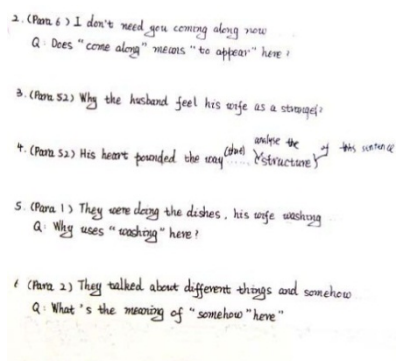 2. (Para 6) I don't need you coming along now
Q: Does "come along" means "to appear" here?
3. (Para 52) Why the husband feel his wife as a stranger?
4. (Para 52) His heart pounded the way ...... (structure) analyse the of this sentence
5. (Para 1) They were doing the dishes, his wife washing
Q: Why uses "washing" here?
(Para 2) They talked about different things and somehow
Q: What's the meaning of "somehow" here"